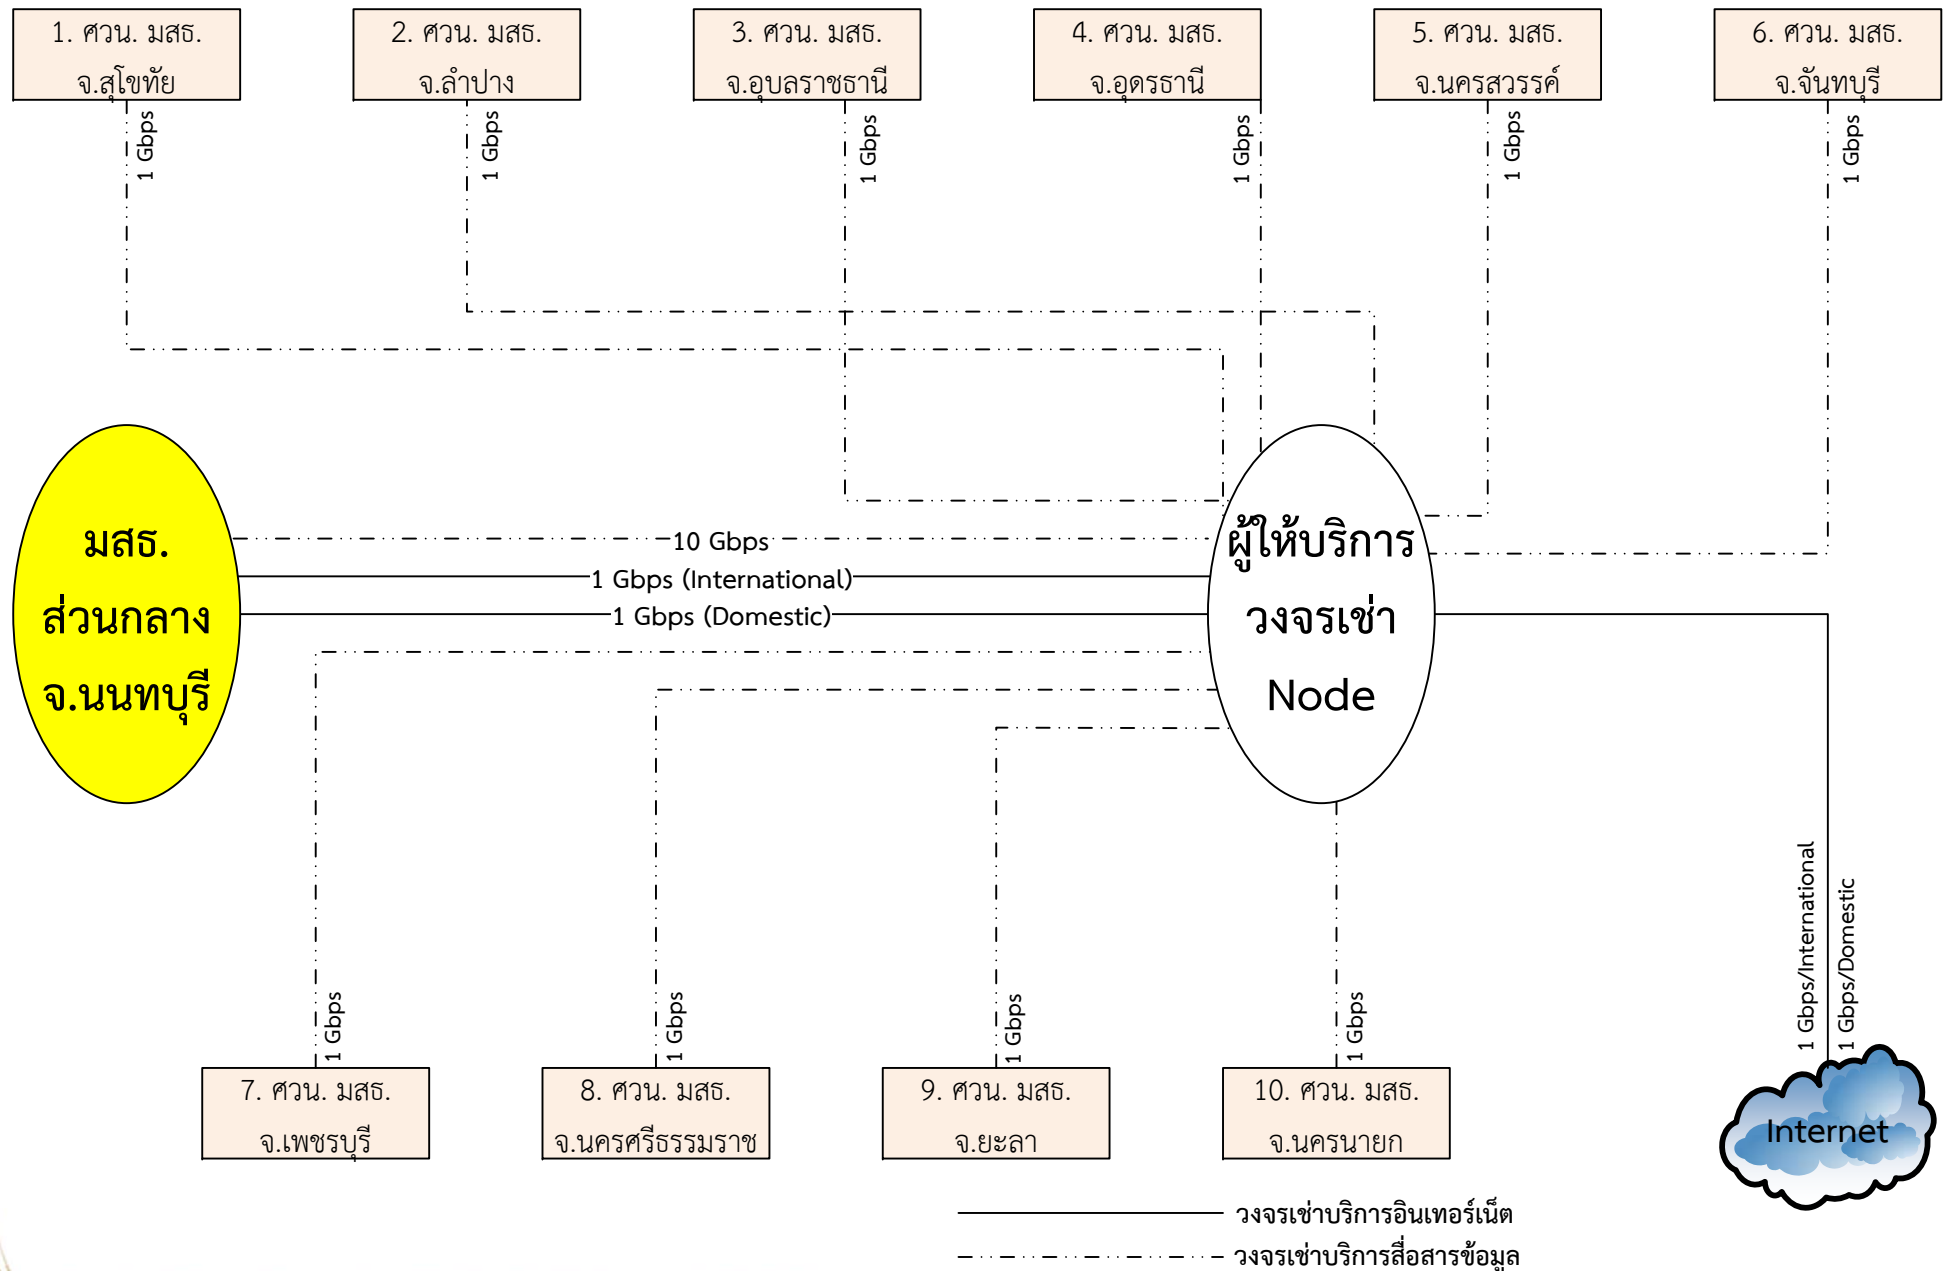 1. ศวน. มสธ.
จ.สุโขทัย
2. ศวน. มสธ.
จ.ลำปาง
3. ศวน. มสธ.
จ.อุบลราชธานี
4. ศวน. มสธ.
จ.อุดรธานี
5. ศวน. มสธ.
จ.นครสวรรค์
6. ศวน. มสธ.
จ.จันทบุรี
1 Gbps
1 Gbps
1 Gbps
1 Gbps
1 Gbps
1 Gbps
มสธ.
ส่วนกลาง
จ.นนทบุรี
10 Gbps
1 Gbps (International)
1 Gbps (Domestic)
ผู้ให้บริการ
วงจรเช่า
Node
1 Gbps/International
1 Gbps/Domestic
1 Gbps
1 Gbps
1 Gbps
1 Gbps
7. ศวน. มสธ.
จ.เพชรบุรี
8. ศวน. มสธ.
จ.นครศรีธรรมราช
9. ศวน. มสธ.
จ.ยะลา
10. ศวน. มสธ.
จ.นครนายก
Internet
วงจรเช่าบริการอินเทอร์เน็ต
วงจรเช่าบริการสื่อสารข้อมูล